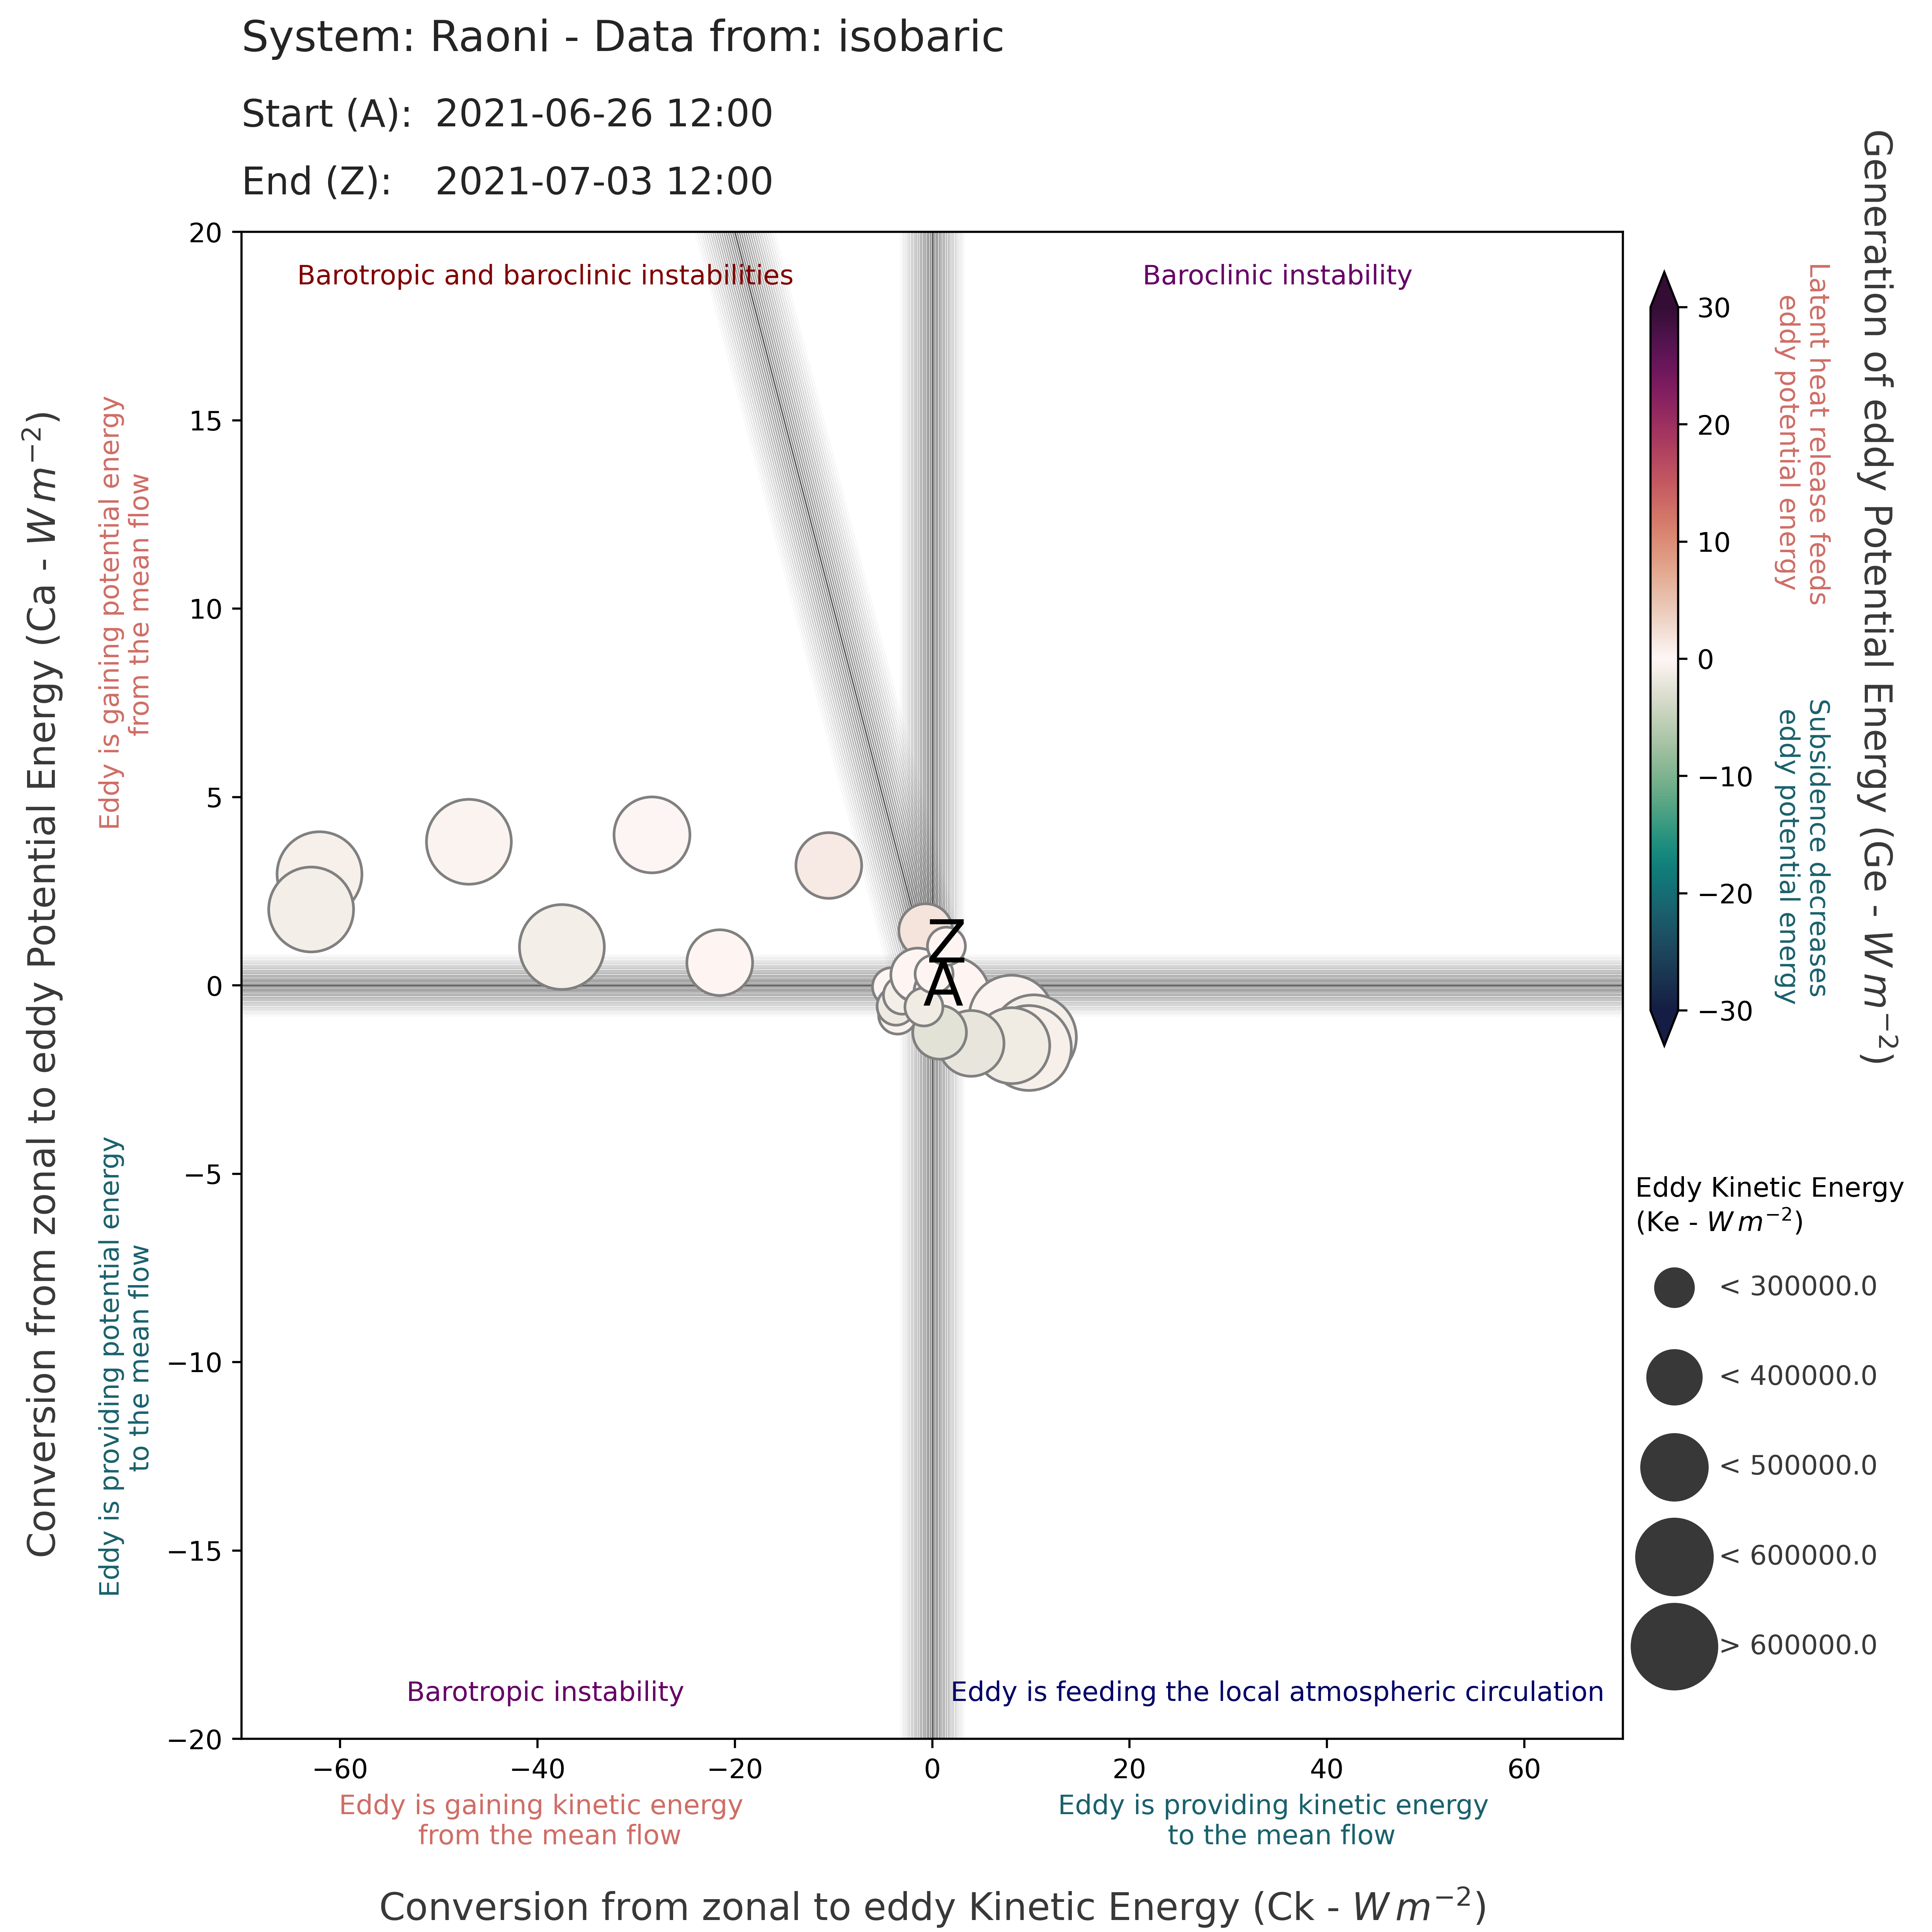 System: Raoni - Data from: isobaric
Start (A): 2021-06-26 12:00
End (Z): 2021-07-03 12:00
Conversion from zonal to eddy Potential Energy (Ca - W m⁻²)
Eddy is gaining potential energy
from the mean flow
Eddy is providing potential energy
to the mean flow
20
15
10
5
0
−5
−10
−15
−20
Barotropic and baroclinic instabilities
Baroclinic instability
Z
A
Barotropic instability
Eddy is feeding the local atmospheric circulation
−60
−40
−20
0
20
40
60
Eddy is gaining kinetic energy
from the mean flow
Eddy is providing kinetic energy
to the mean flow
Conversion from zonal to eddy Kinetic Energy (Ck - W m⁻²)
30
20
10
0
−10
−20
−30
Latent heat release feeds
eddy potential energy
Subsidence decreases
eddy potential energy
Generation of eddy Potential Energy (Ge - W m⁻²)
Eddy Kinetic Energy
(Ke - W m⁻²)
< 300000.0
< 400000.0
< 500000.0
< 600000.0
> 600000.0